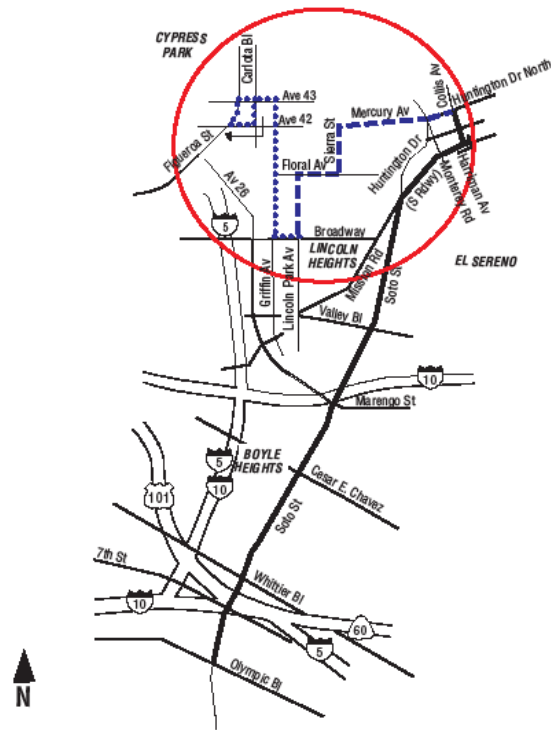 CYPRESS
PARK
Carlota Bl
Collis Av
Huntington Dr North
Ave 43
Mercury Av
Ave 42
Sierra St
Figueroa St
Huntington Dr
Av 26
Floral Av
Harrigan Av
Monterey Rd
(S Rdwy)
5
Broadway
LINCOLN
HEIGHTS
EL SERENO
Griffin Av
Lincoln Park Av
Mission Rd
Soto St
Valley Bl
10
Marengo St
5
BOYLE
HEIGHTS
10
101
Cesar E. Chavez
Soto St
7th St
Whittier Bl
10
60
5
Olympic Bl
N